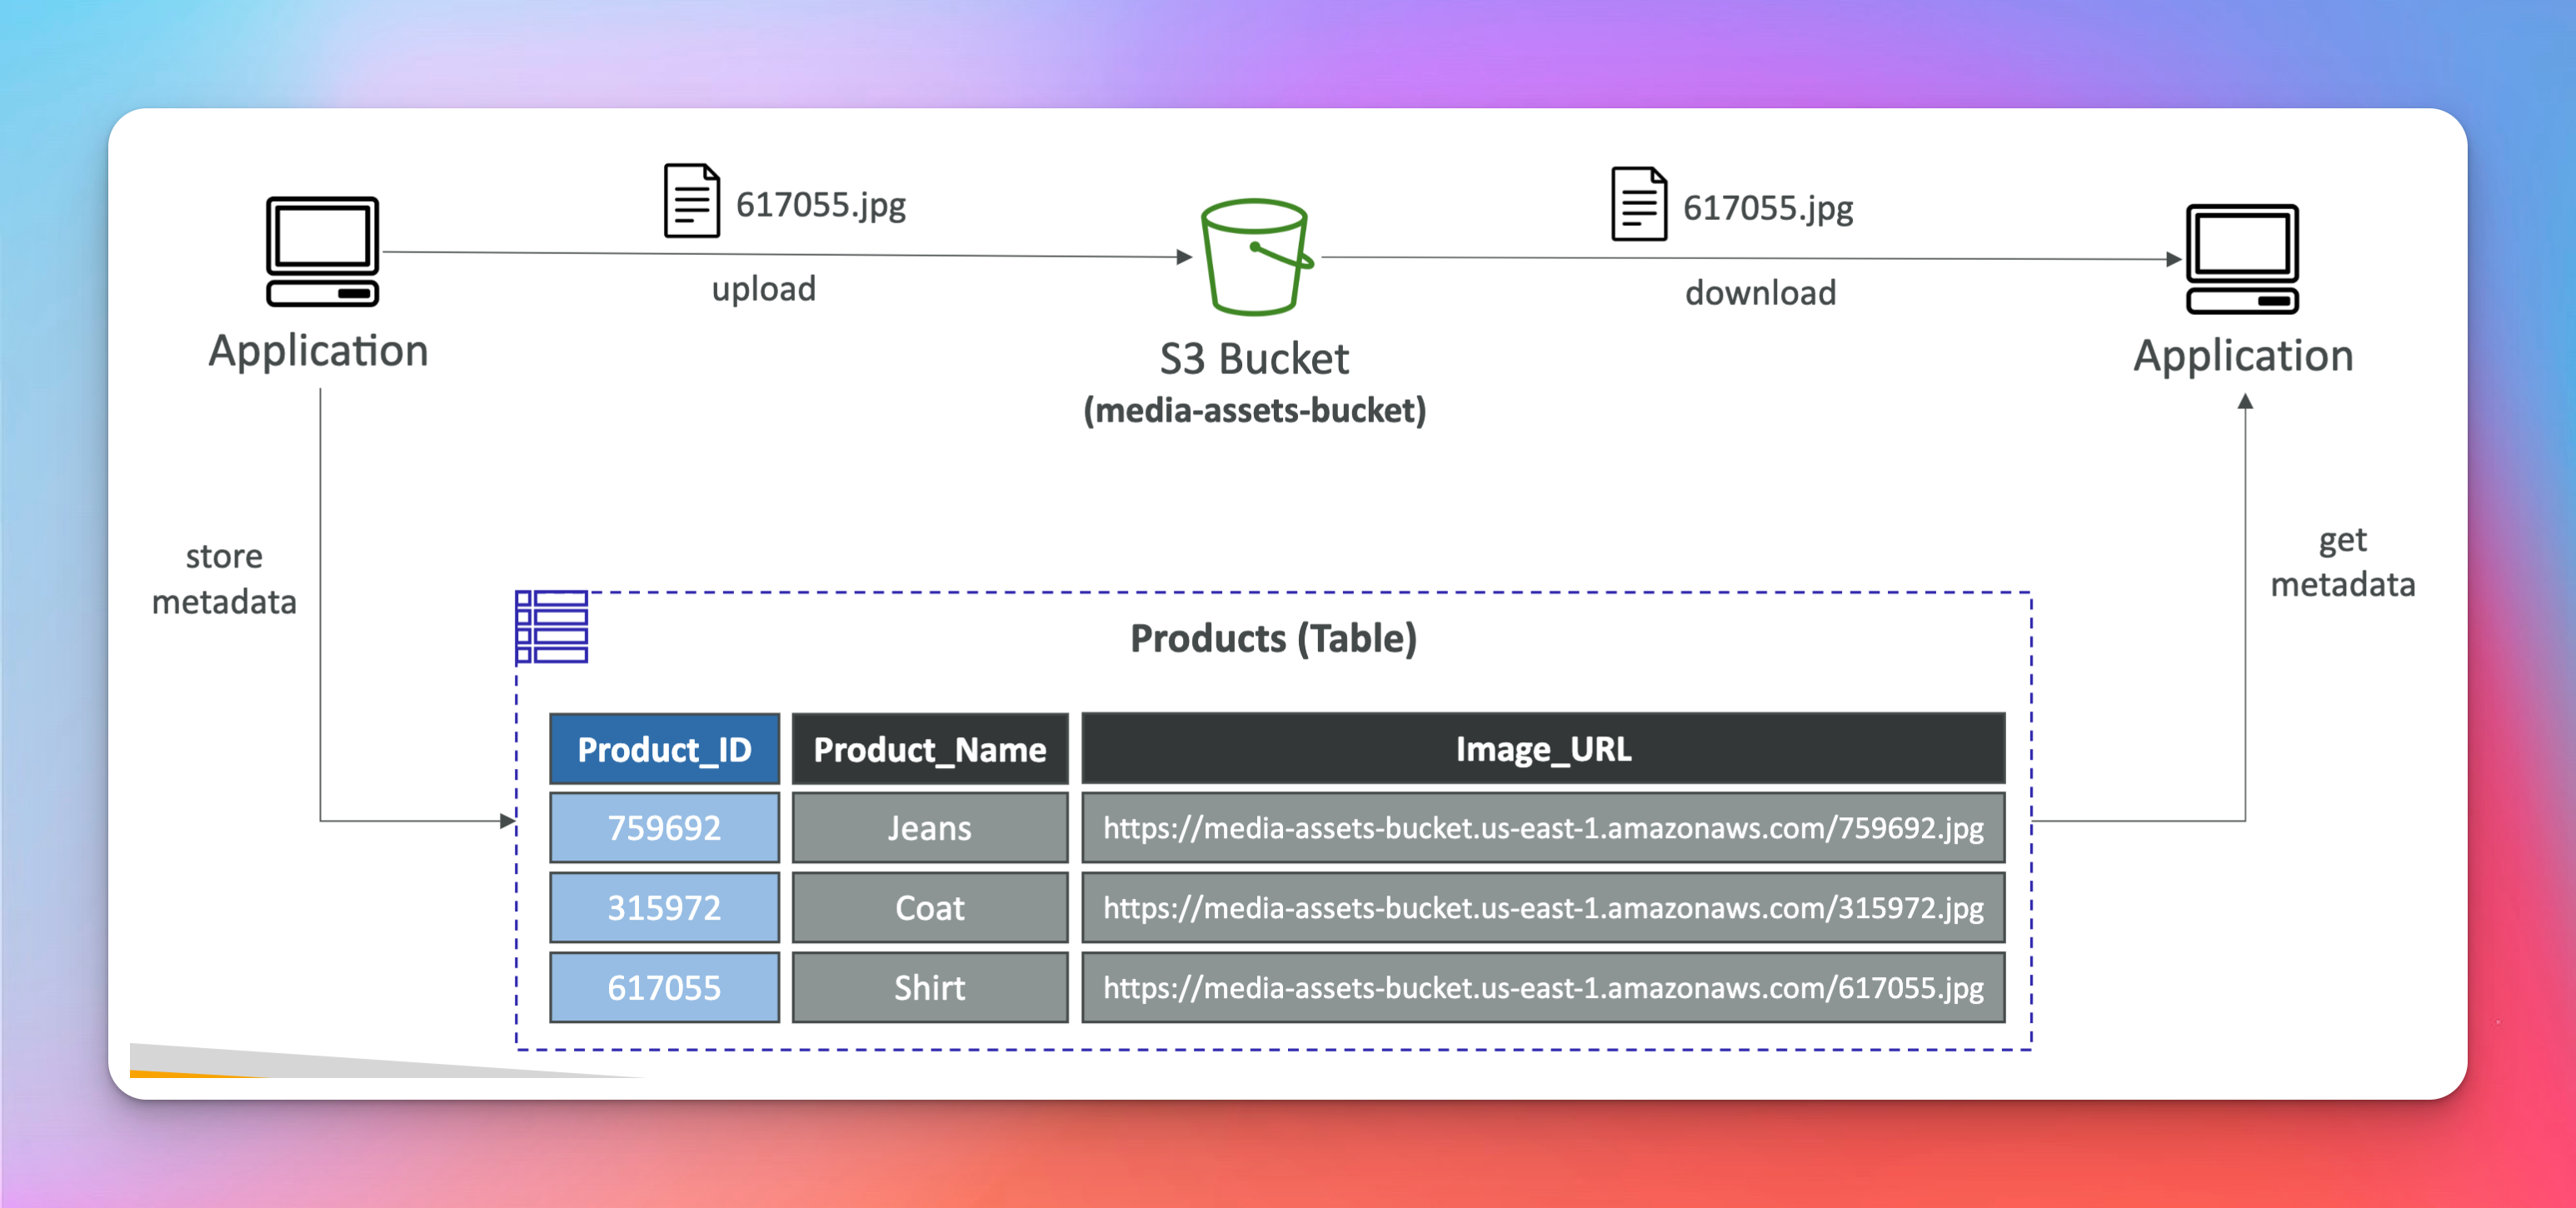 617055.jpg
upload
617055.jpg
download
Application
S3 Bucket
(media-assets-bucket)
Application
store
metadata
get
metadata
Products (Table)
Product_ID Product_Name Image_URL
759692 Jeans https://media-assets-bucket.us-east-1.amazonaws.com/759692.jpg
315972 Coat https://media-assets-bucket.us-east-1.amazonaws.com/315972.jpg
617055 Shirt https://media-assets-bucket.us-east-1.amazonaws.com/617055.jpg